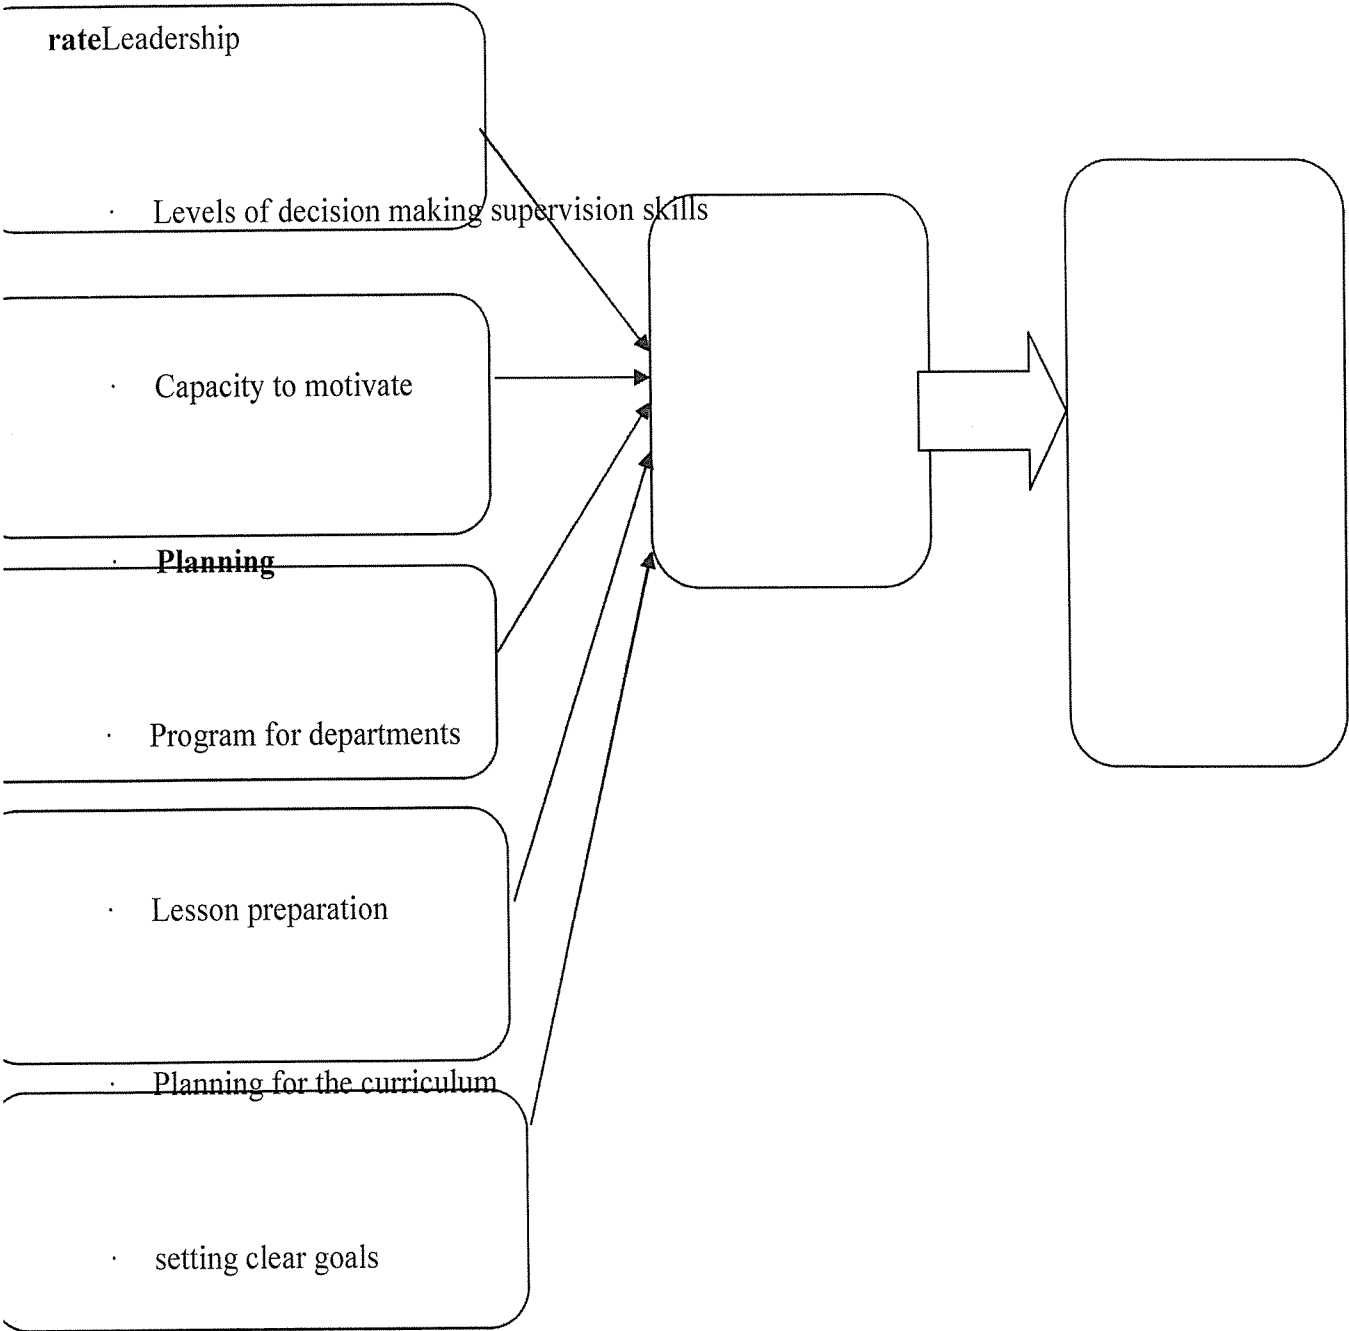 rateLeadership
· Levels of decision making supervision skills
· Capacity to motivate
· Planning
· Program for departments
· Lesson preparation
· Planning for the curriculum
· setting clear goals